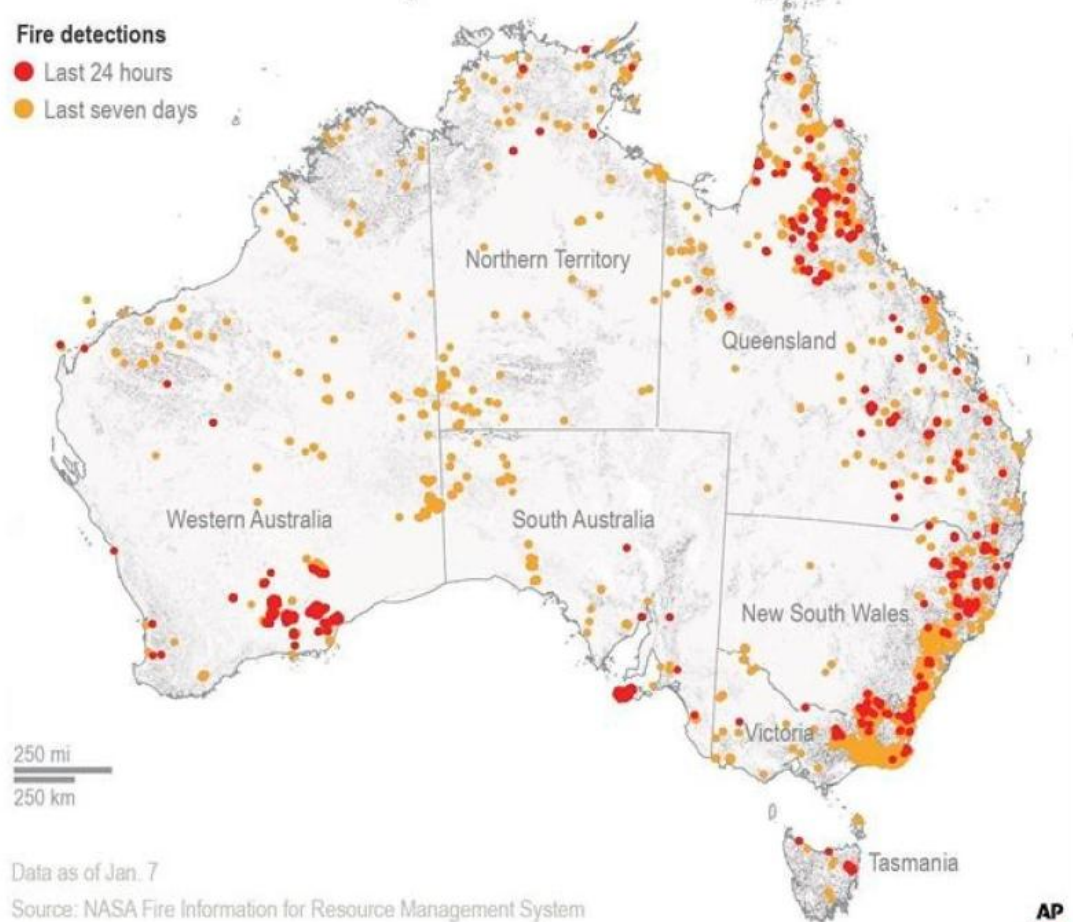 Fire detections
Last 24 hours
Last seven days
Northern Territory
Queensland
Western Australia
South Australia
New South Wales
Victoria
250 mi
250 km
Tasmania
Data as of Jan. 7
Source: NASA Fire Information for Resource Management System
AP